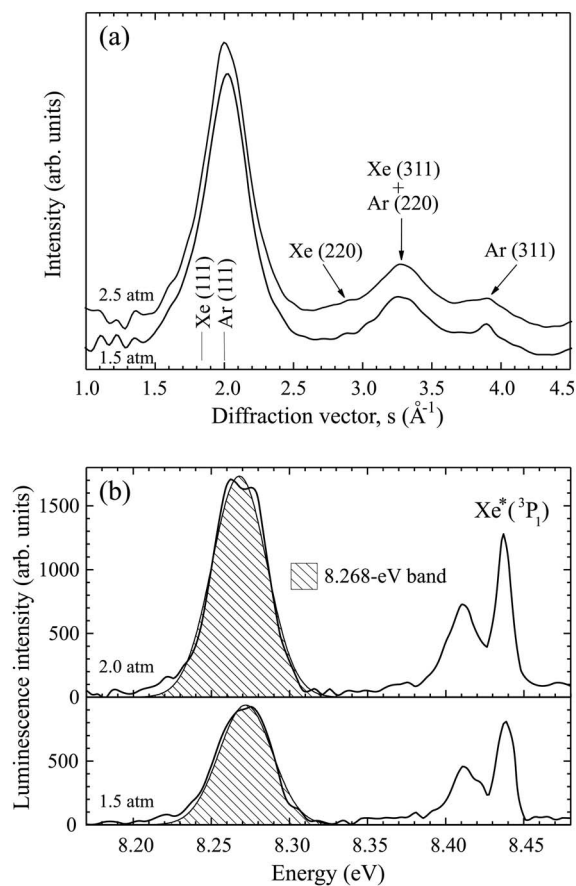 (a)
Intensity (arb. units)
Xe (311)
+
Ar (220)
Xe (220)
Ar (311)
2.5 atm
Xe (111)
Ar (111)
1.5 atm
1.0 1.5 2.0 2.5 3.0 3.5 4.0 4.5
Diffraction vector, s (Å⁻¹)
(b)
Luminescence intensity (arb. units)
1500
Xe*(³P₁)
8.268-eV band
1000
500
2.0 atm
0
500
1.5 atm
0
8.20 8.25 8.30 8.35 8.40 8.45
Energy (eV)